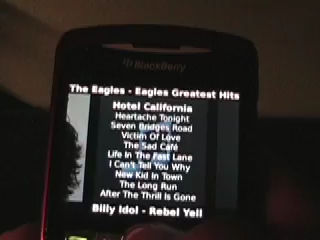 BlackBerry
The Eagles - Eagles Greatest Hits
Hotel California
Heartache Tonight
Seven Bridges Road
Victim Of Love
The Sad Café
Life In The Fast Lane
I Can't Tell You Why
New Kid In Town
The Long Run
After The Thrill Is Gone
Billy Idol - Rebel Yell